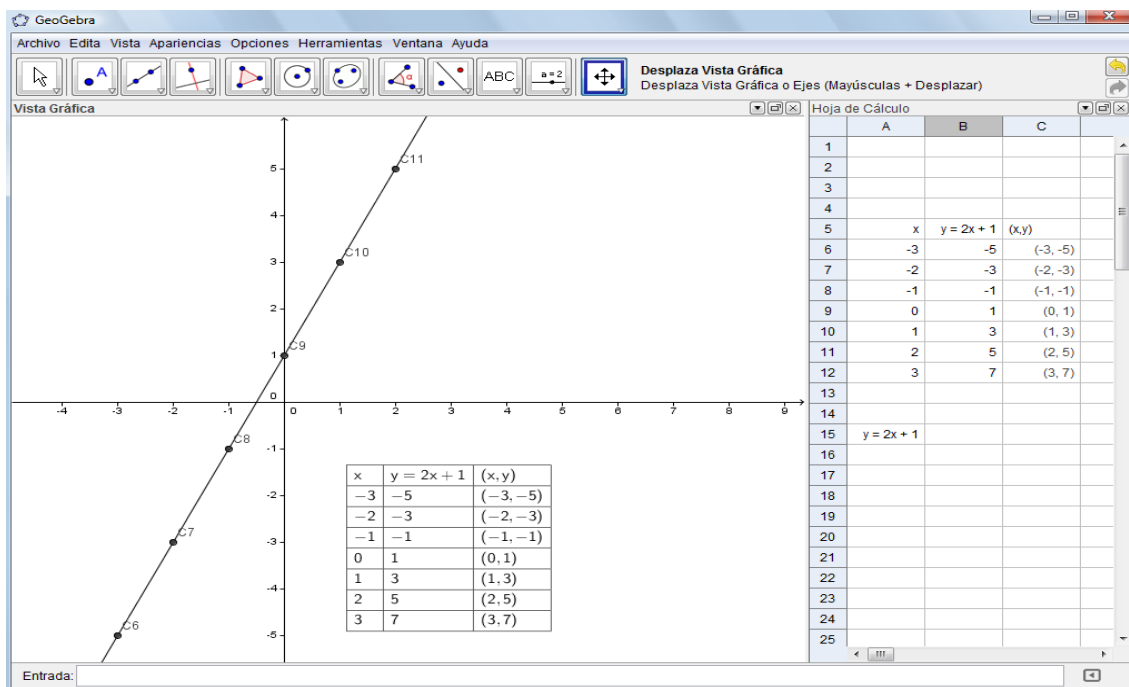 GeoGebra
Archivo Edita Vista Apariencias Opciones Herramientas Ventana Ayuda
A
α
ABC
a = 2
Desplaza Vista Gráfica
Desplaza Vista Gráfica o Ejes (Mayúsculas + Desplazar)
Vista Gráfica
C11
5
4
C10
3
2
C9
1
0
-4 -3 -2 -1 0 1 2 3 4 5 6 7 8 9
C8
-1
-2
C7
-3
-4
C6
-5
x y = 2x + 1 (x, y)
−3 −5 (−3, −5)
−2 −3 (−2, −3)
−1 −1 (−1, −1)
0 1 (0, 1)
1 3 (1, 3)
2 5 (2, 5)
3 7 (3, 7)
Hoja de Cálculo
A B C
1
2
3
4
5 x y = 2x + 1 (x,y)
6 -3 -5 (-3, -5)
7 -2 -3 (-2, -3)
8 -1 -1 (-1, -1)
9 0 1 (0, 1)
10 1 3 (1, 3)
11 2 5 (2, 5)
12 3 7 (3, 7)
13
14
15 y = 2x + 1
16
17
18
19
20
21
22
23
24
25
Entrada: